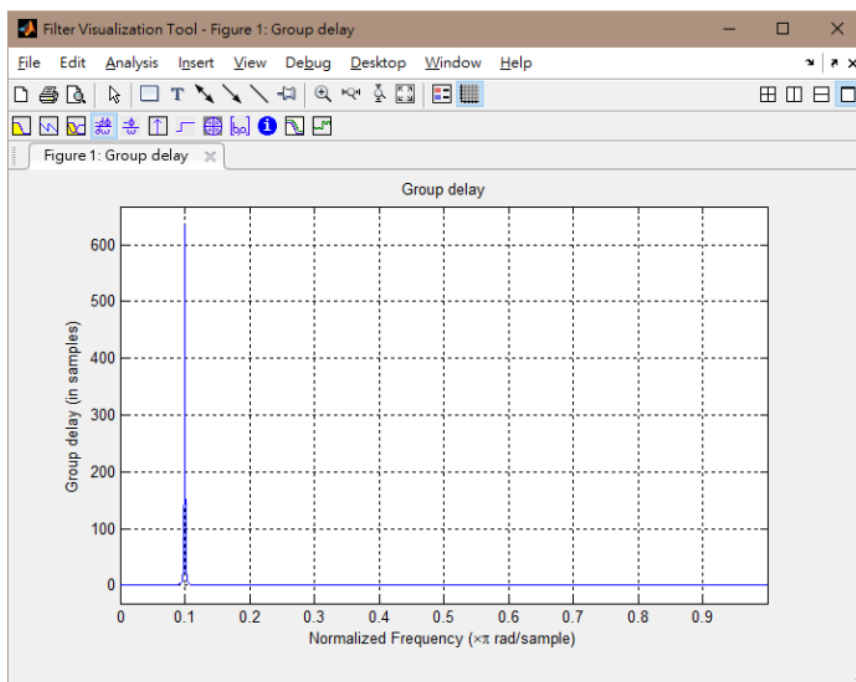 Filter Visualization Tool - Figure 1: Group delay
File Edit Analysis Insert View Debug Desktop Window Help
Figure 1: Group delay
Group delay
Group delay (in samples)
600
500
400
300
200
100
0
0 0.1 0.2 0.3 0.4 0.5 0.6 0.7 0.8 0.9
Normalized Frequency (×π rad/sample)